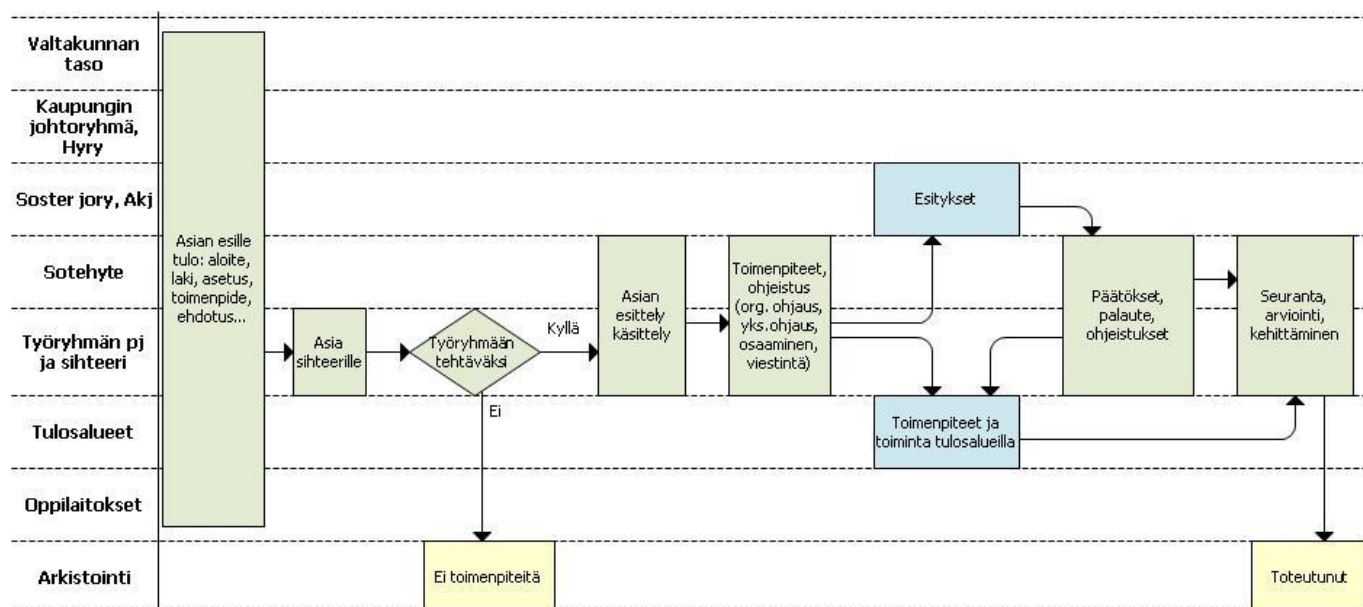 Valtakunnan
taso
Kaupungin
johtoryhmä,
Hyry
Soster jory, Akj
Sotehyte
Työryhmän pj
ja sihteeri
Tulosalueet
Oppilaitokset
Arkistointi
Asian esille
tulo: aloite,
laki, asetus,
toimenpide,
ehdotus...
Asia
sihteerille
Työryhmään
tehtäväksi
Kyllä
Ei
Ei toimenpiteitä
Asian
esittely
käsittely
Toimenpiteet,
ohjeistus
(org. ohjaus,
yks.ohjaus,
osaaminen,
viestintä)
Esitykset
Toimenpiteet ja
toiminta tulosalueilla
Päätökset,
palaute,
ohjeistukset
Seuranta,
arviointi,
kehittäminen
Toteutunut